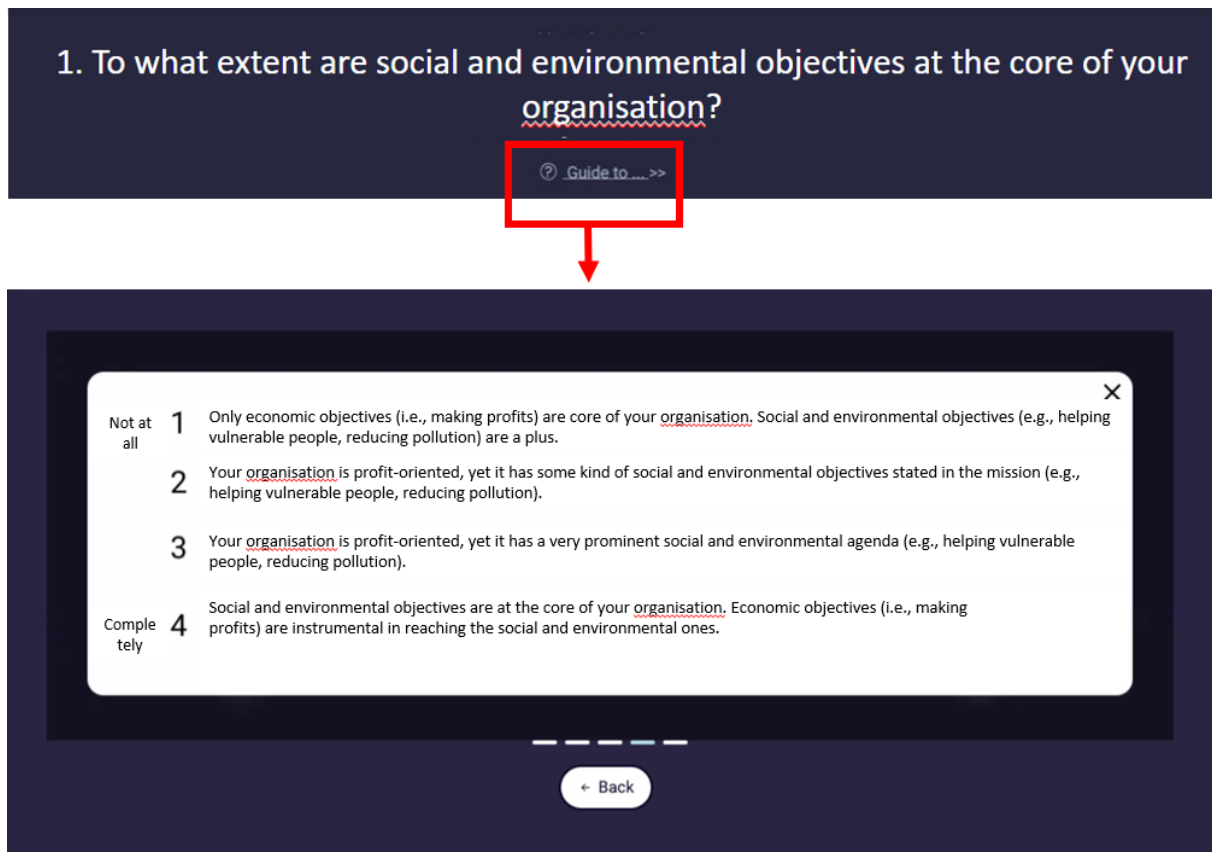 1. To what extent are social and environmental objectives at the core of your
organisation?
Guide to ... >>
Not at
all
1
Only economic objectives (i.e., making profits) are core of your organisation. Social and environmental objectives (e.g., helping
vulnerable people, reducing pollution) are a plus.
2
Your organisation is profit-oriented, yet it has some kind of social and environmental objectives stated in the mission (e.g.,
helping vulnerable people, reducing pollution).
3
Your organisation is profit-oriented, yet it has a very prominent social and environmental agenda (e.g., helping vulnerable
people, reducing pollution).
Comple
tely
4
Social and environmental objectives are at the core of your organisation. Economic objectives (i.e., making
profits) are instrumental in reaching the social and environmental ones.
← Back